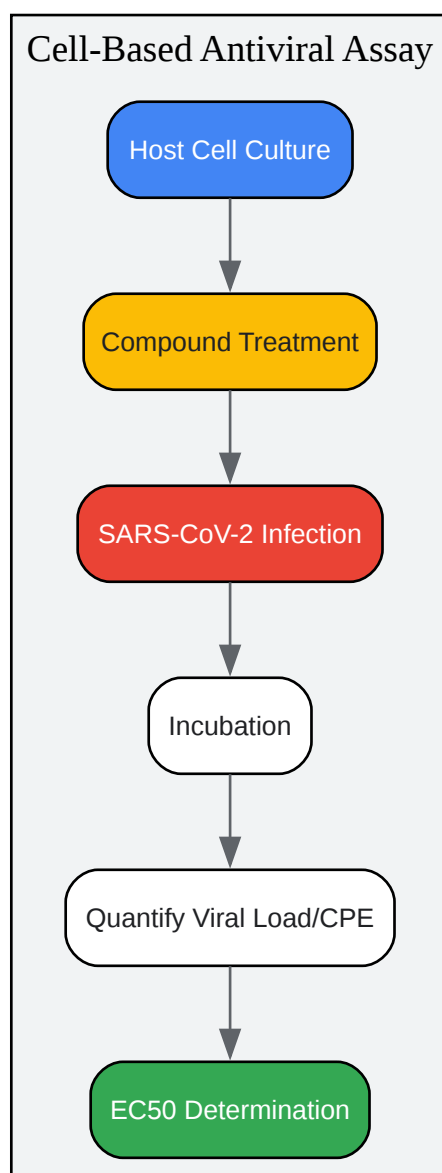 Cell-Based Antiviral Assay
Host Cell Culture
Compound Treatment
SARS-CoV-2 Infection
Incubation
Quantify Viral Load/CPE
EC50 Determination